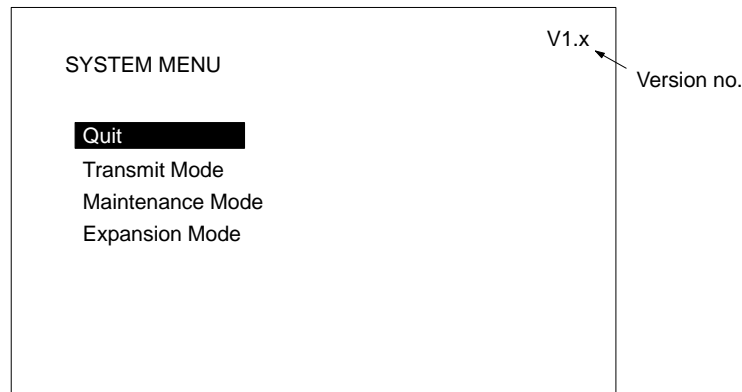 V1.x
SYSTEM MENU
Version no.
Quit
Transmit Mode
Maintenance Mode
Expansion Mode